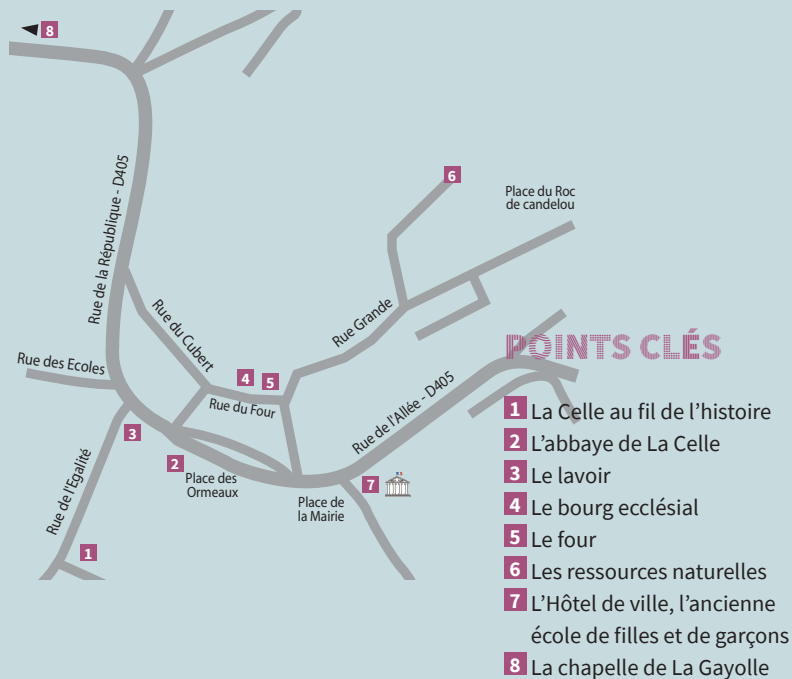 8
6
Place du Roc
de candelou
Rue de la République - D405
Rue du Cubert
Rue Grande
Rue des Ecoles
4
5
Rue du Four
Rue de l'Allée - D405
3
2
Place des
Ormeaux
Place de
la Mairie
7
Rue de l'Egalité
1
POINTS CLÉS
1 La Celle au fil de l’histoire
2 L’abbaye de La Celle
3 Le lavoir
4 Le bourg ecclésial
5 Le four
6 Les ressources naturelles
7 L’Hôtel de ville, l’ancienne
école de filles et de garçons
8 La chapelle de La Gayolle